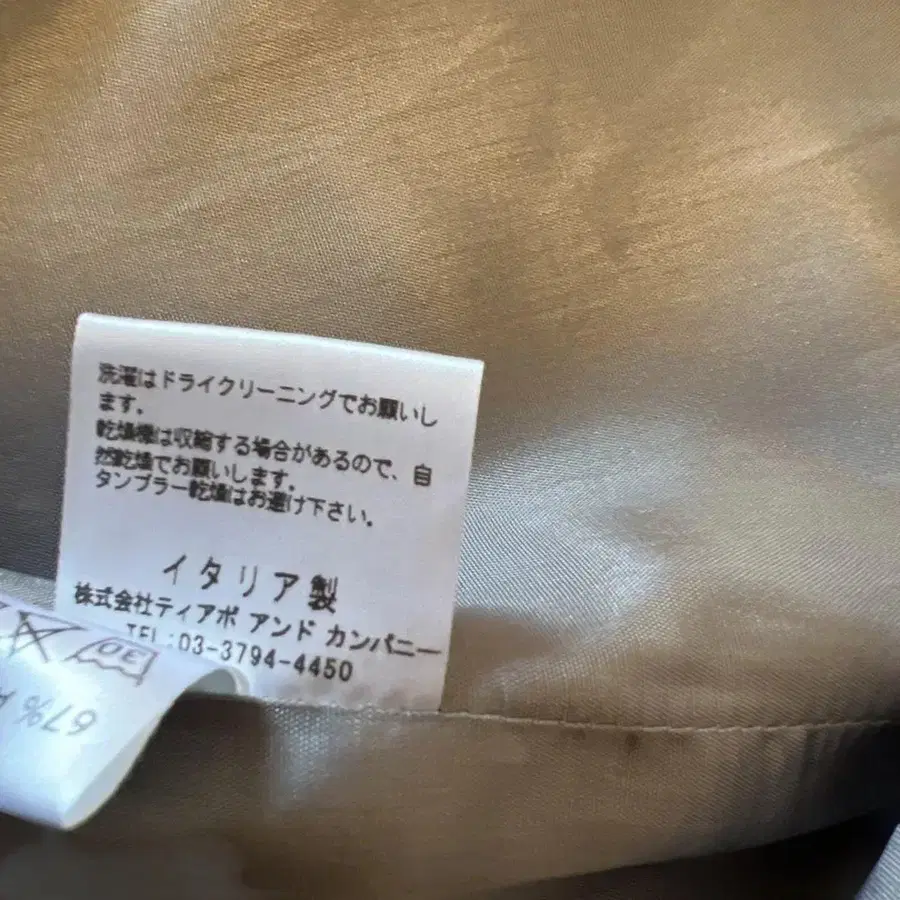 洗濯はドライクリーニングでお願いし
ます。
乾燥機は収縮する場合があるので、自
然乾燥でお願いします。
タンブラー乾燥はお避け下さい。
イタリア製
株式会社ティアポ アンド カンパニー
TEL:03-3794-4450
30
67%